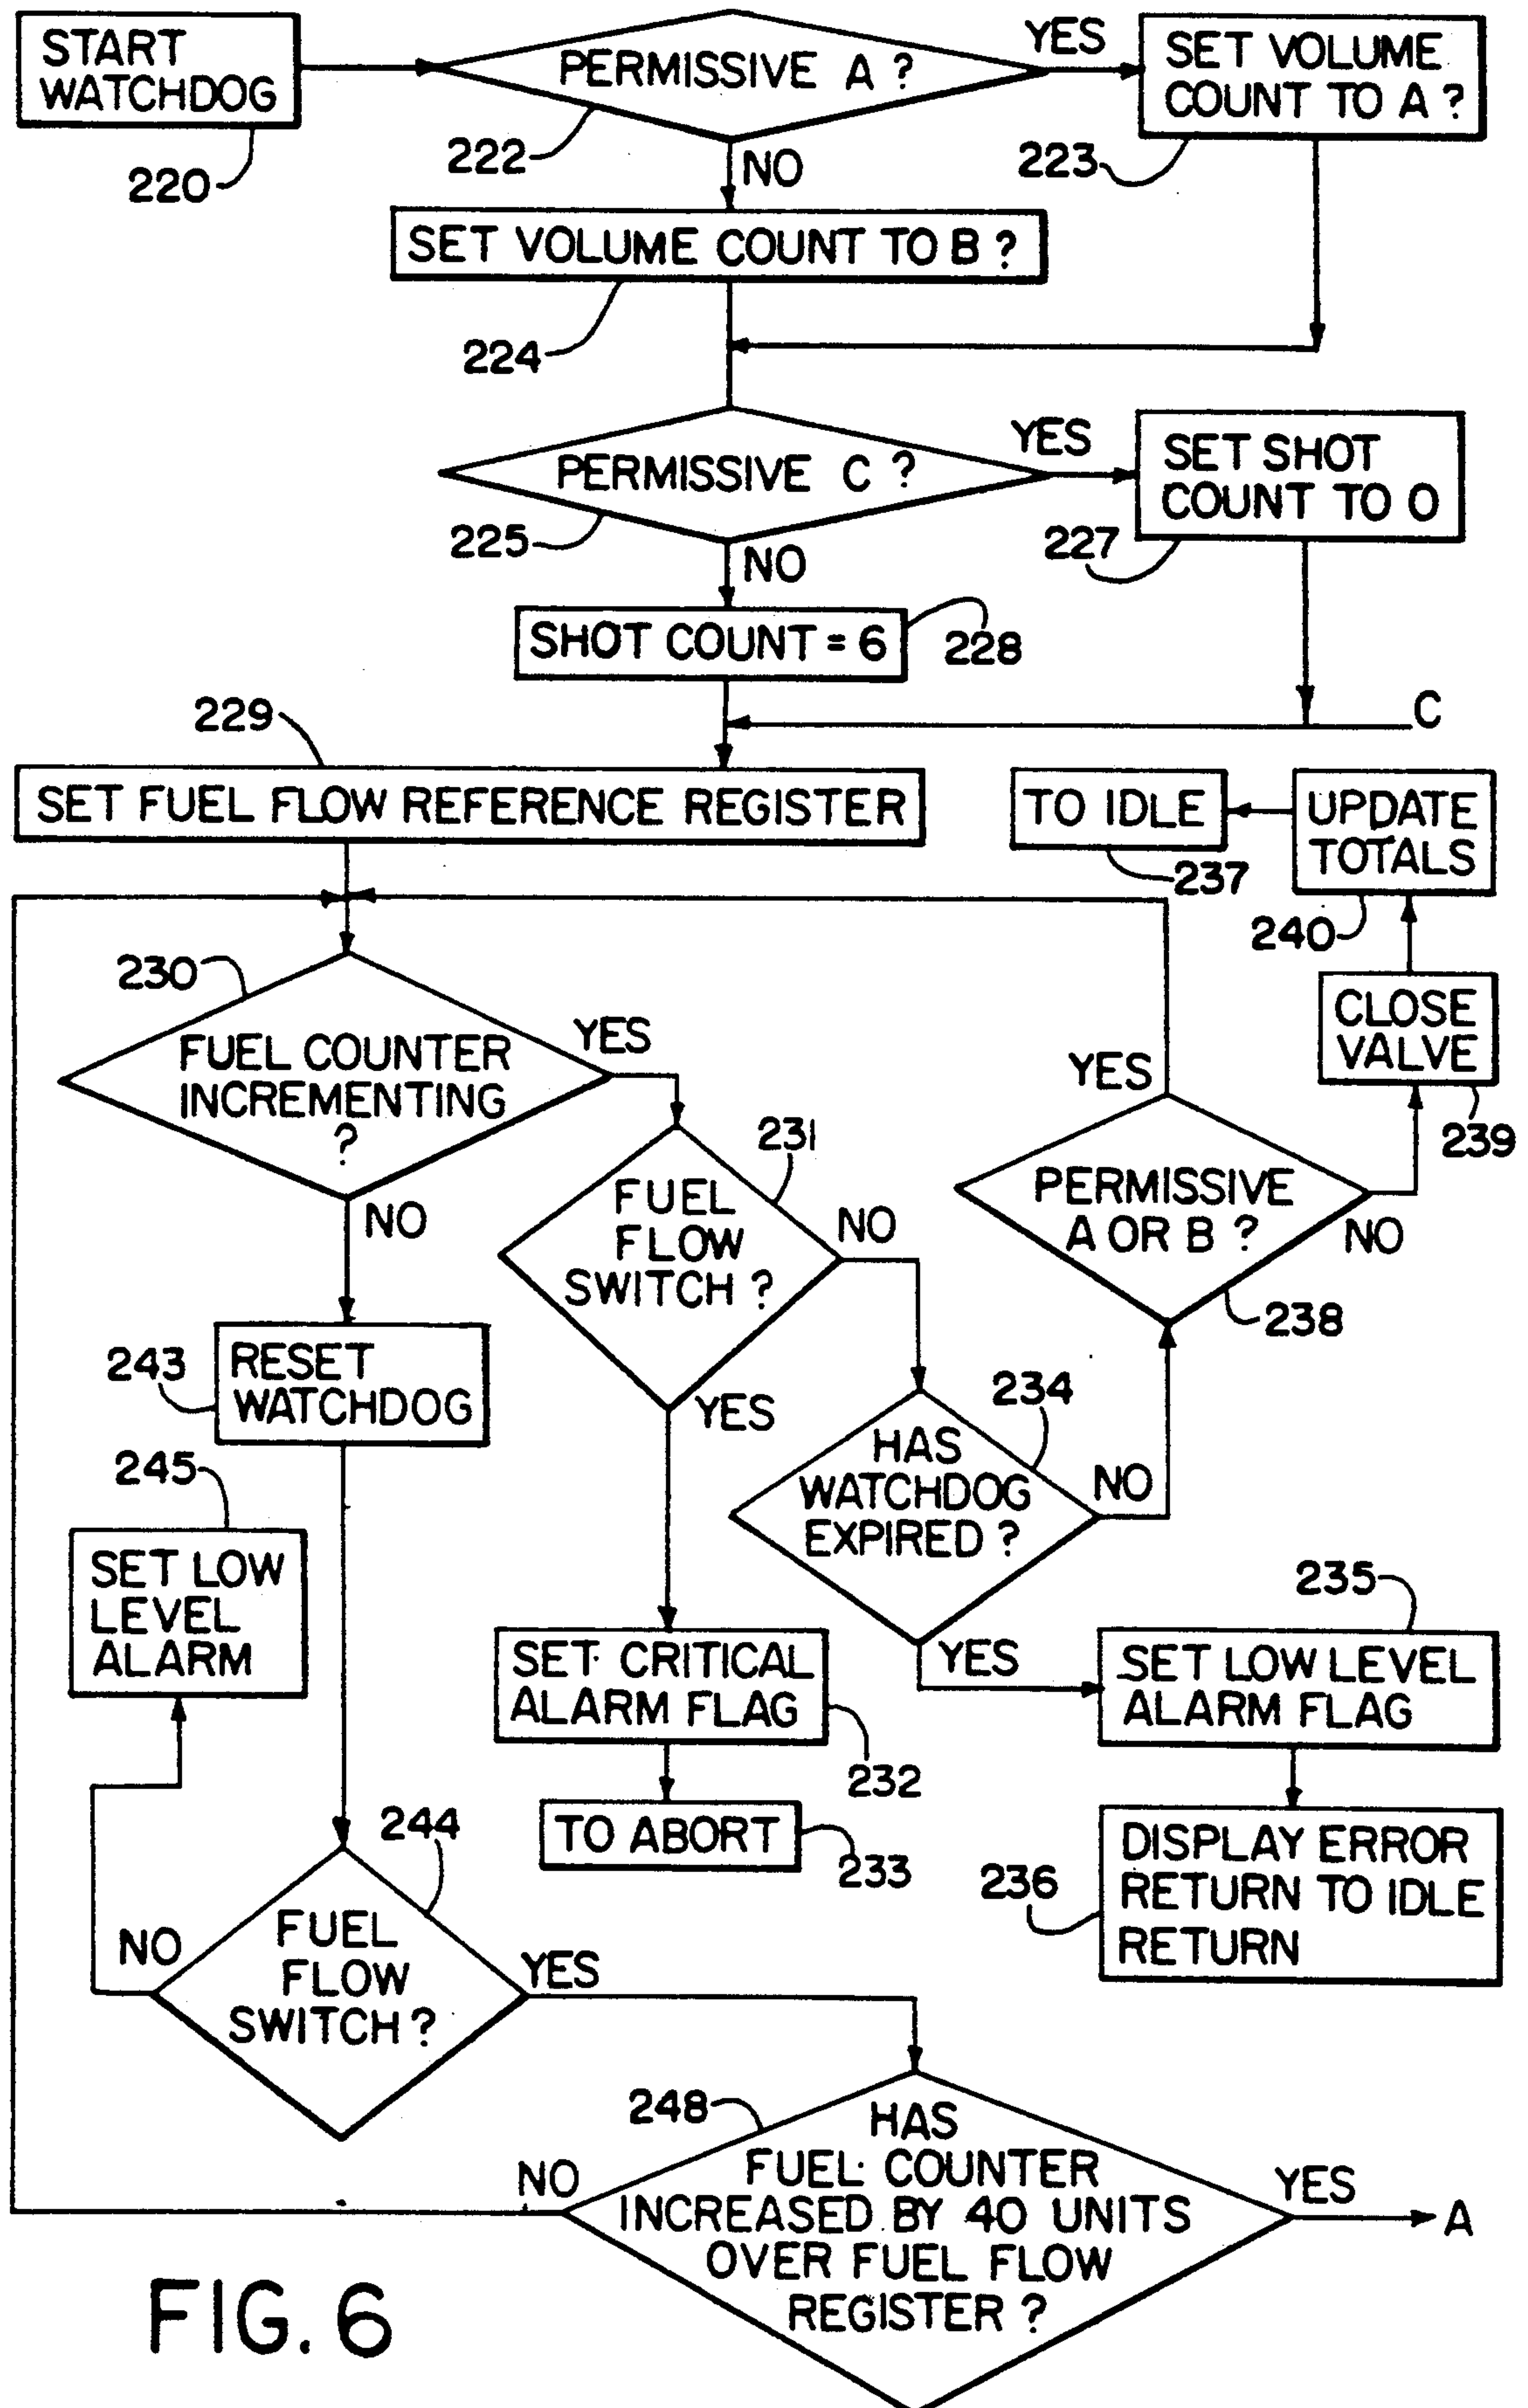 START
WATCHDOG
220
PERMISSIVE A ?
222
YES
SET VOLUME
COUNT TO A ?
223
NO
SET VOLUME COUNT TO B ?
224
PERMISSIVE C ?
225
YES
SET SHOT
COUNT TO 0
227
NO
SHOT COUNT = 6
228
C
229
SET FUEL FLOW REFERENCE REGISTER
TO IDLE
237
UPDATE
TOTALS
240
CLOSE
VALVE
239
230
FUEL COUNTER
INCREMENTING
?
YES
NO
231
FUEL
FLOW
SWITCH ?
NO
YES
YES
PERMISSIVE
A OR B ?
NO
238
243
RESET
WATCHDOG
234
HAS
WATCHDOG
EXPIRED ?
NO
YES
245
SET LOW
LEVEL
ALARM
SET CRITICAL
ALARM FLAG
232
TO ABORT
233
235
SET LOW LEVEL
ALARM FLAG
236
DISPLAY ERROR
RETURN TO IDLE
RETURN
244
FUEL
FLOW
SWITCH ?
NO
YES
248
HAS
FUEL COUNTER
INCREASED BY 40 UNITS
OVER FUEL FLOW
REGISTER ?
NO
YES
A
FIG. 6